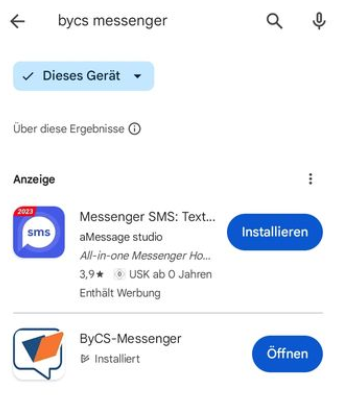 bycs messenger
Dieses Gerät
Über diese Ergebnisse
Anzeige
2023
sms
Messenger SMS: Text...
aMessage studio
All-in-one Messenger Ho...
3,9★ 0 USK ab 0 Jahren
Enthält Werbung
Installieren
ByCS-Messenger
Installiert
Öffnen